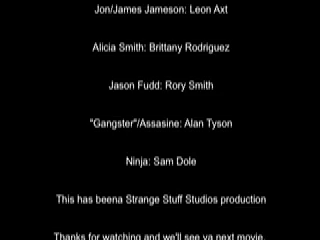 Jon/James Jameson: Leon Axt
Alicia Smith: Brittany Rodriguez
Jason Fudd: Rory Smith
"Gangster"/Assasine: Alan Tyson
Ninja: Sam Dole
This has beena Strange Stuff Studios production
Thanks for watching and we'll see ya next movie.